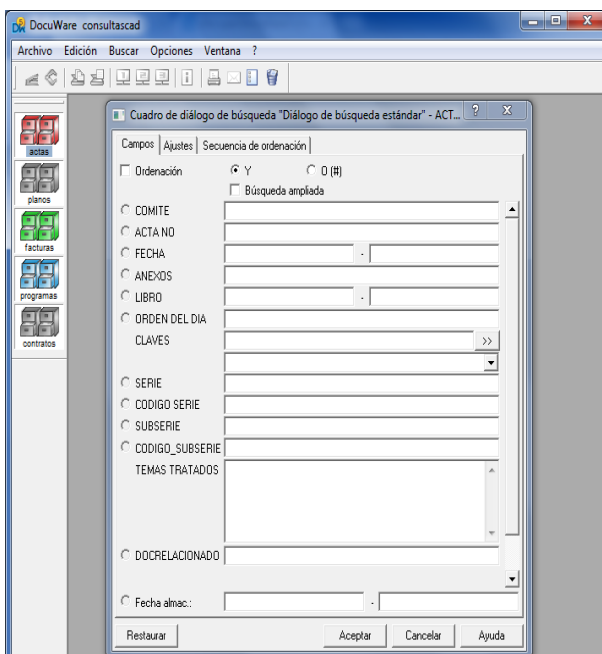 DocuWare consultascad
Archivo Edición Buscar Opciones Ventana ?
actas
planos
facturas
programas
contratos
Cuadro de diálogo de búsqueda "Diálogo de búsqueda estándar" - ACT...
Campos Ajustes Secuencia de ordenación
Ordenación Y O (#)
Búsqueda ampliada
COMITE
ACTA NO
FECHA -
ANEXOS
LIBRO -
ORDEN DEL DIA
CLAVES >>
SERIE
CODIGO SERIE
SUBSERIE
CODIGO_SUBSERIE
TEMAS TRATADOS
DOCRELACIONADO
Fecha almac.: -
Restaurar Aceptar Cancelar Ayuda